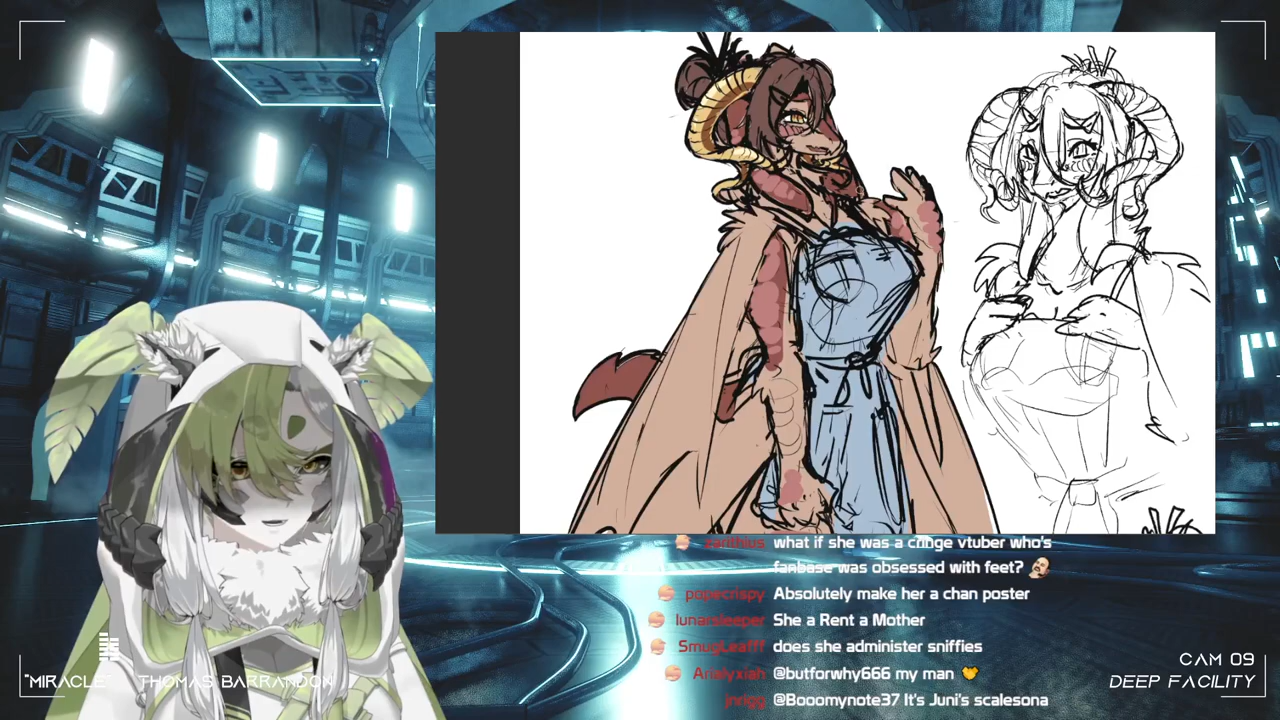 zanthius what if she was a cringe vtuber who's
fanbase was obsessed with feet?
popecrispy Absolutely make her a chan poster
lunarsleeper She a Rent a Mother
SmugLeafff does she administer sniffies
Arialyxiah @butforwhy666 my man
jnrigg @Booomynote37 It's Juni's scalesona
"MIRACLE" THOMAS BARRANDON
CAM 09
DEEP FACILITY